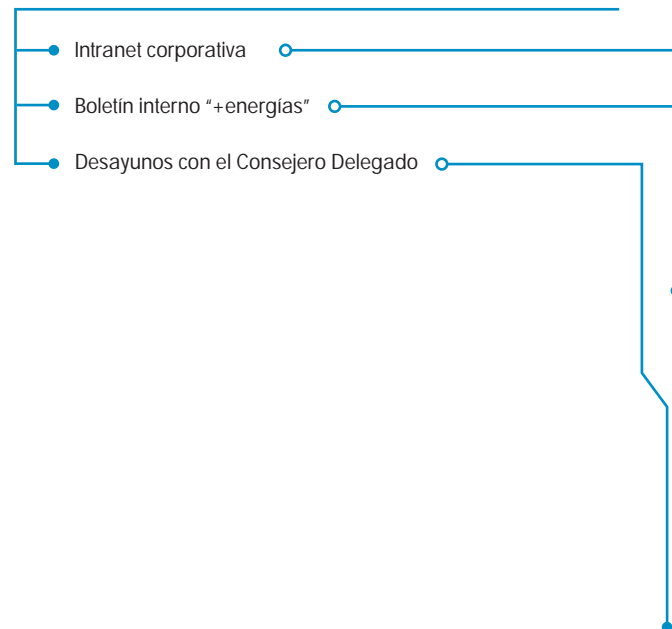 Intranet corporativa
Boletín interno “+energías”
Desayunos con el Consejero Delegado